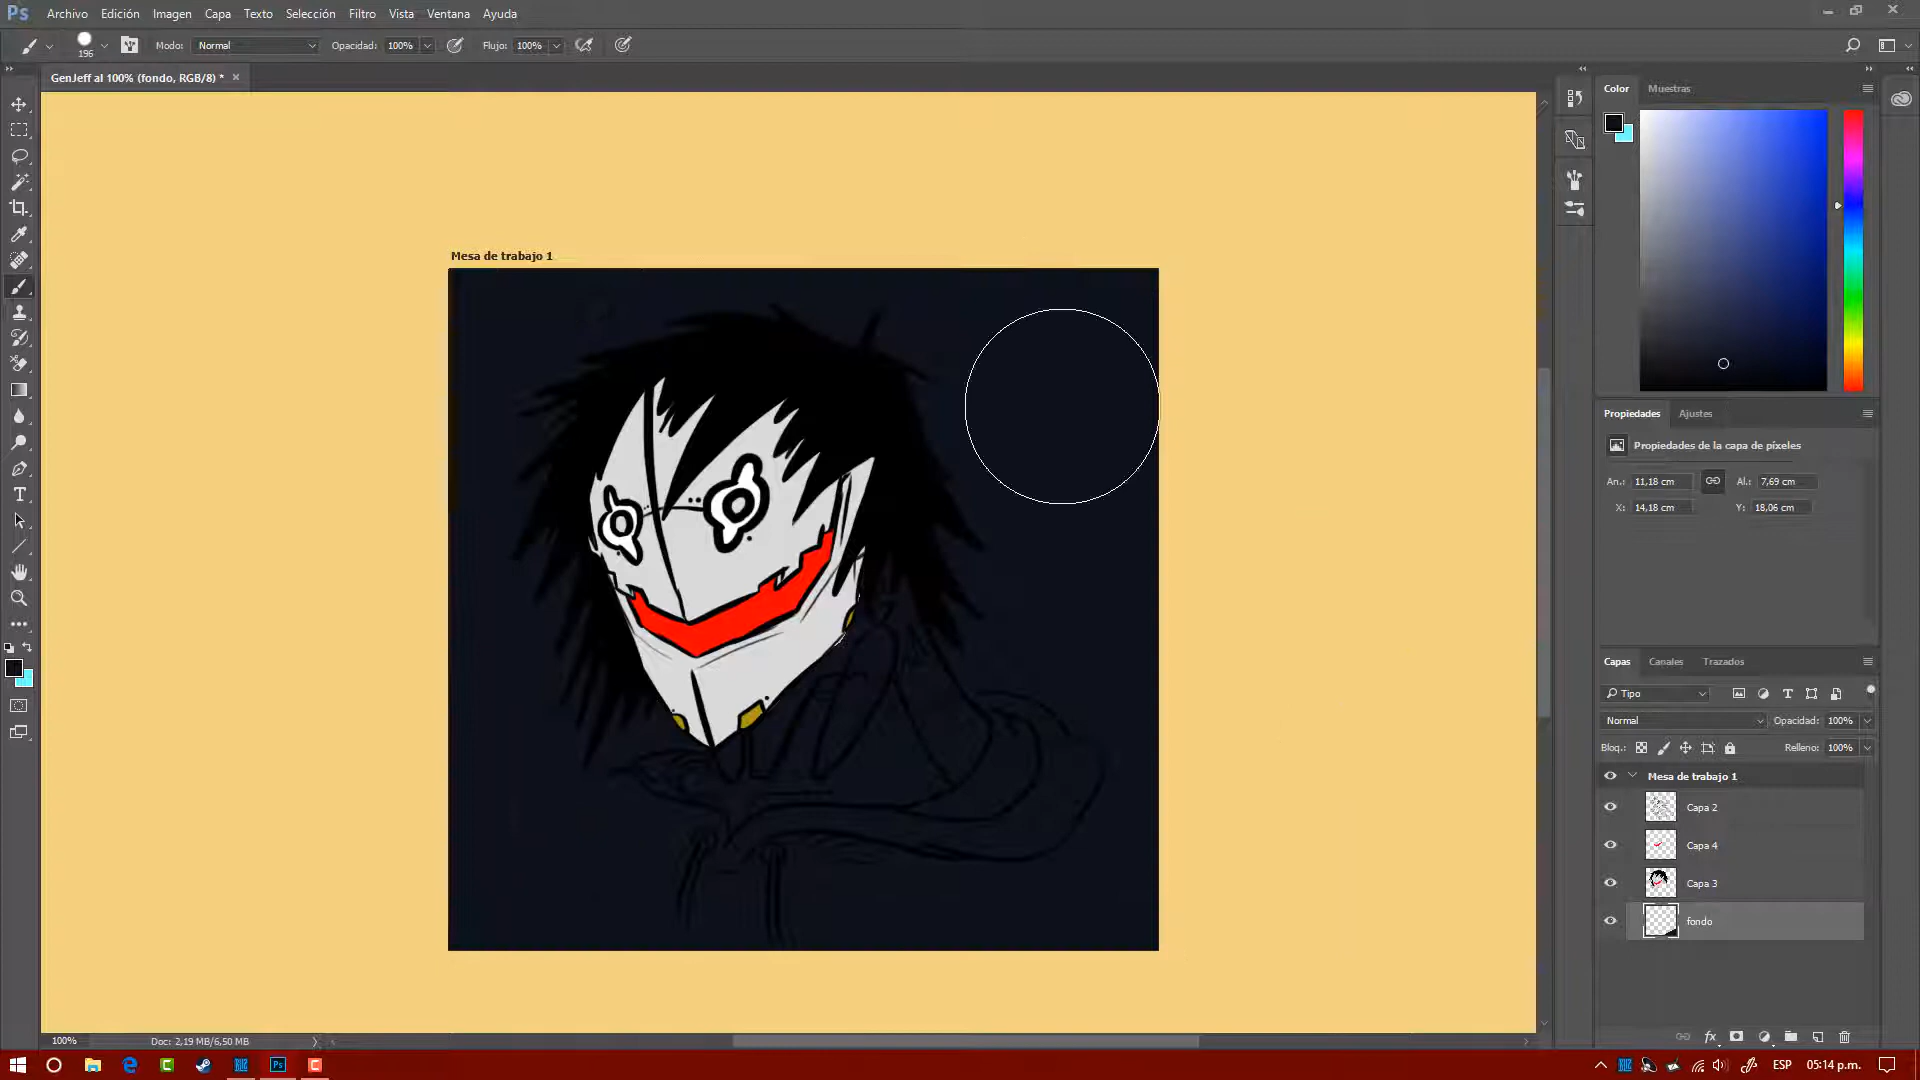 Ps Archivo Edición Imagen Capa Texto Selección Filtro Vista Ventana Ayuda
196 Modo: Normal Opacidad: 100% Flujo: 100%
GenJeff al 100% (fondo, RGB/8) * ×
Color Muestras
Mesa de trabajo 1
Propiedades Ajustes
Propiedades de la capa de píxeles
An.: 11,18 cm Al.: 7,69 cm
X: 14,18 cm Y: 18,06 cm
Capas Canales Trazados
Tipo
Normal Opacidad: 100%
Bloq.: Relleno: 100%
Mesa de trabajo 1
Capa 2
Capa 4
Capa 3
fondo
fx
100% Doc: 2,19 MB/6,50 MB
Ps ESP 05:14 p.m.